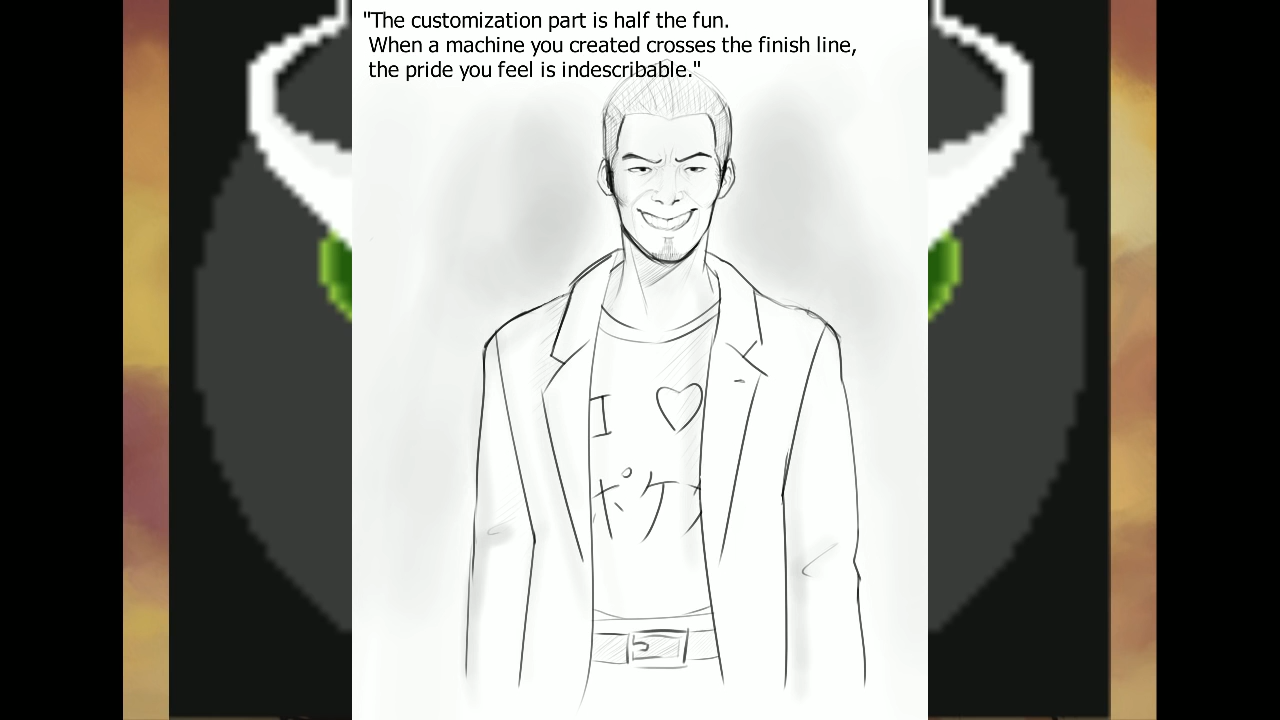 "The customization part is half the fun.
When a machine you created crosses the finish line,
the pride you feel is indescribable."
I ♡
ポケ